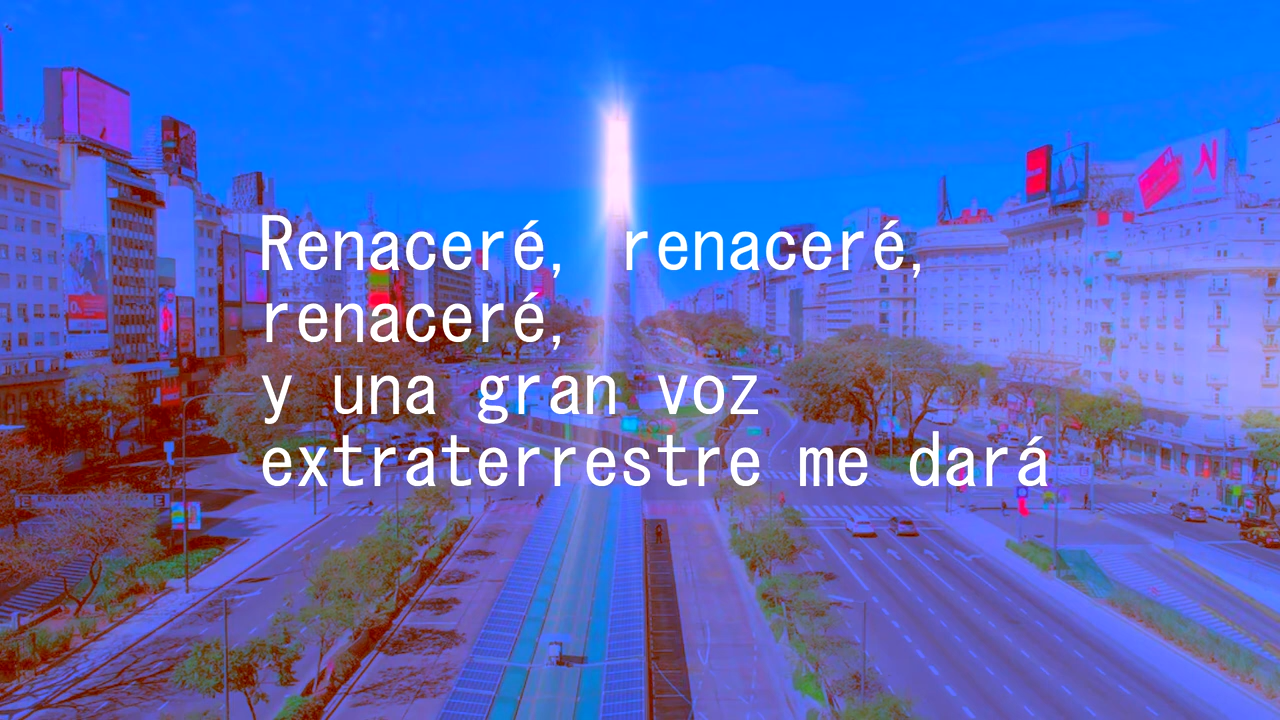 Renaceré, renaceré,
renaceré,
y una gran voz
extraterrestre me dará